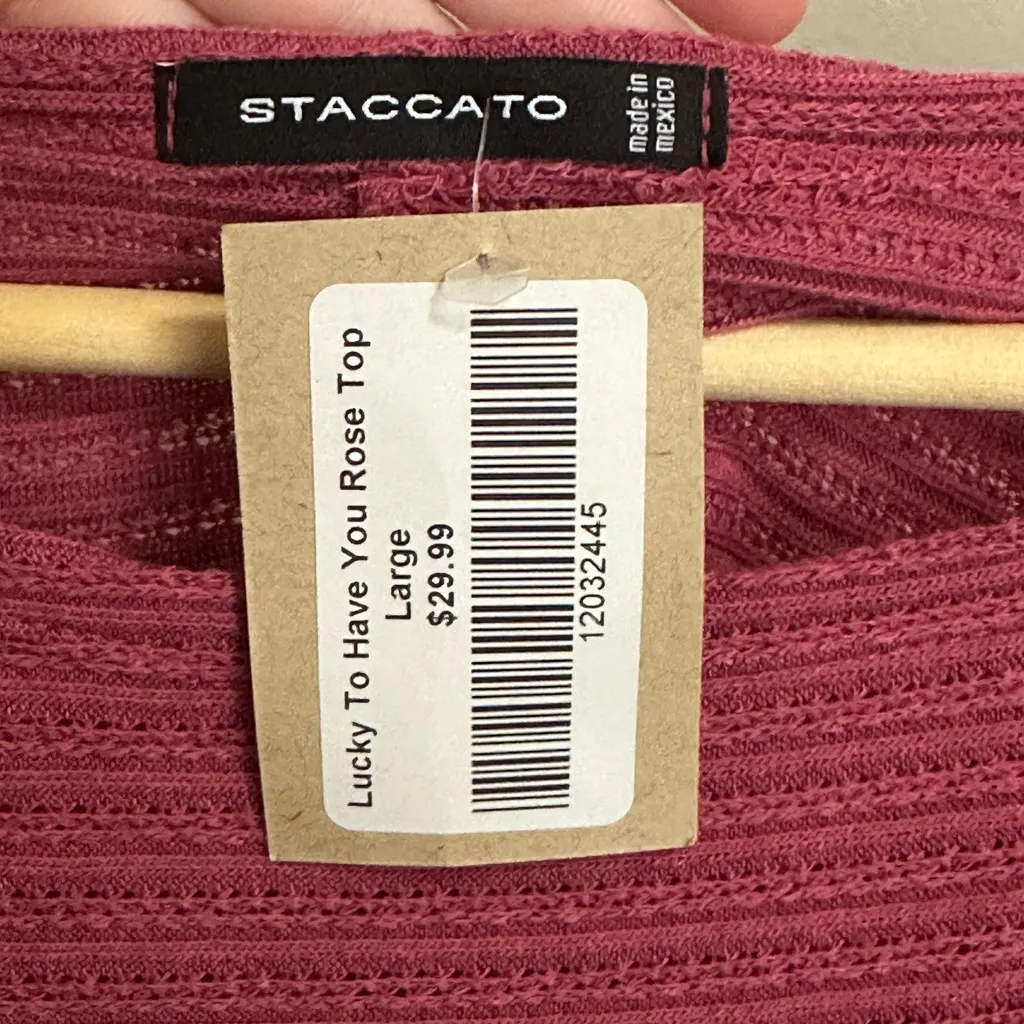 STACCATO
made in
mexico
Lucky To Have You Rose Top
Large
$29.99
12032445